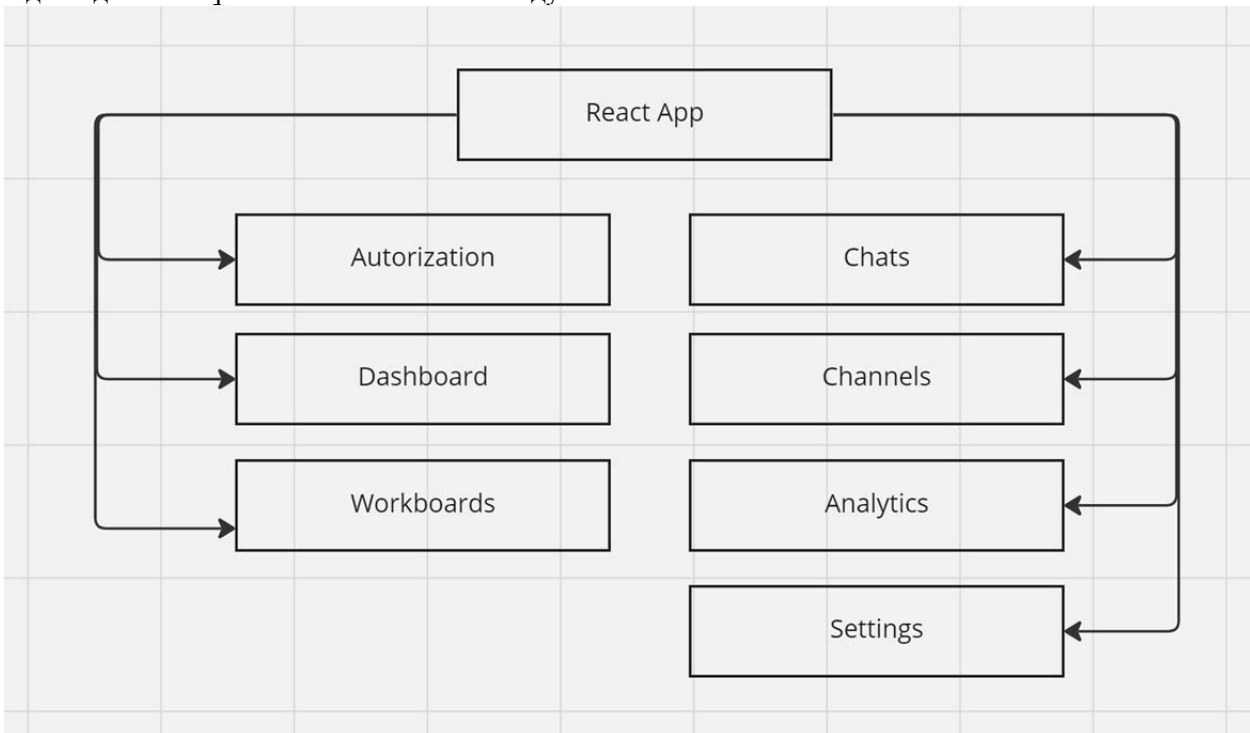 React App
Autorization
Chats
Dashboard
Channels
Workboards
Analytics
Settings